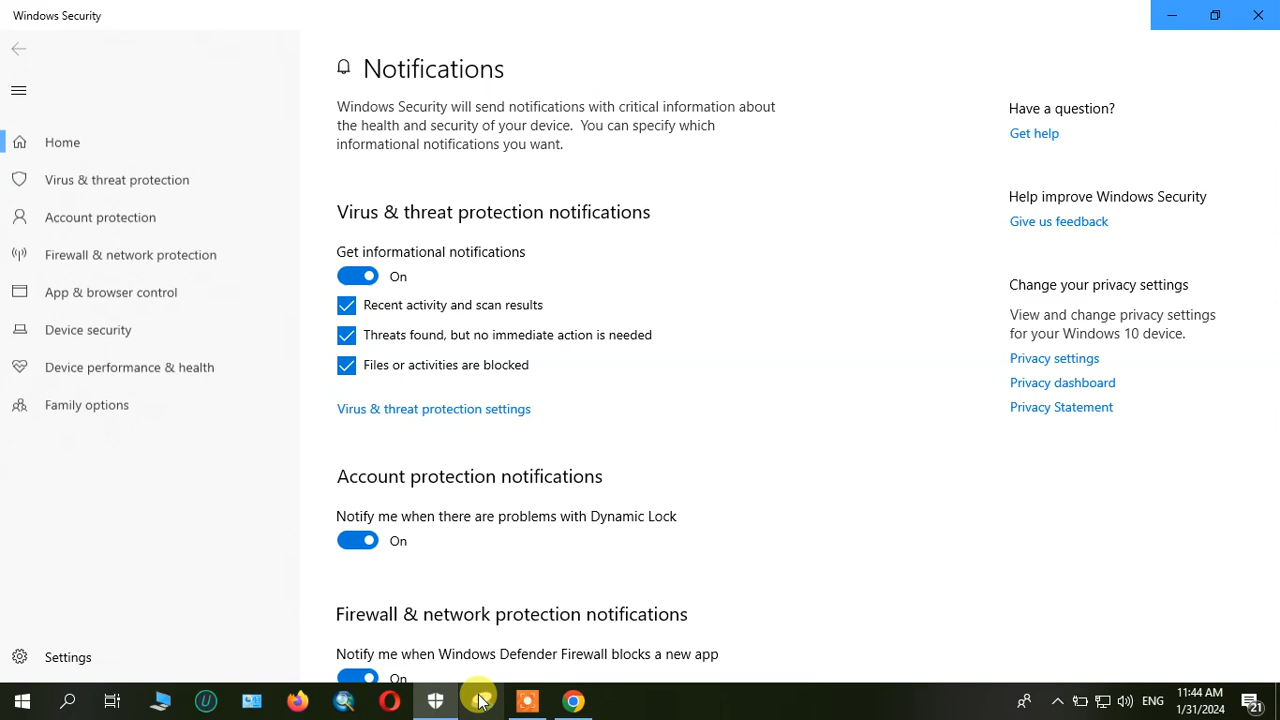 Windows Security
Notifications
Windows Security will send notifications with critical information about
the health and security of your device.  You can specify which
informational notifications you want.
Have a question?
Get help
Home
Virus & threat protection
Account protection
Firewall & network protection
App & browser control
Device security
Device performance & health
Family options
Settings
Virus & threat protection notifications
Get informational notifications
On
Recent activity and scan results
Threats found, but no immediate action is needed
Files or activities are blocked
Virus & threat protection settings
Account protection notifications
Notify me when there are problems with Dynamic Lock
On
Firewall & network protection notifications
Notify me when Windows Defender Firewall blocks a new app
On
Help improve Windows Security
Give us feedback
Change your privacy settings
View and change privacy settings
for your Windows 10 device.
Privacy settings
Privacy dashboard
Privacy Statement
U
ENG
11:44 AM
1/31/2024
21